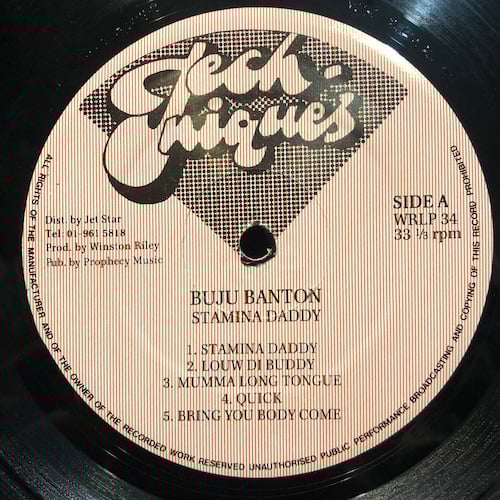 Tech-
niques
Dist. by Jet Star
Tel: 01-961 5818
Prod. by Winston Riley
Pub. by Prophecy Music
SIDE A
WRLP 34
33 ⅓ rpm
BUJU BANTON
STAMINA DADDY
1. STAMINA DADDY
2. LOUW DI BUDDY
3. MUMMA LONG TONGUE
4. QUICK
5. BRING YOU BODY COME
ALL RIGHTS OF THE MANUFACTURER AND OF THE OWNER OF THE RECORDED WORK RESERVED UNAUTHORISED PUBLIC PERFORMANCE BROADCASTING AND COPYING OF THIS RECORD PROHIBITED